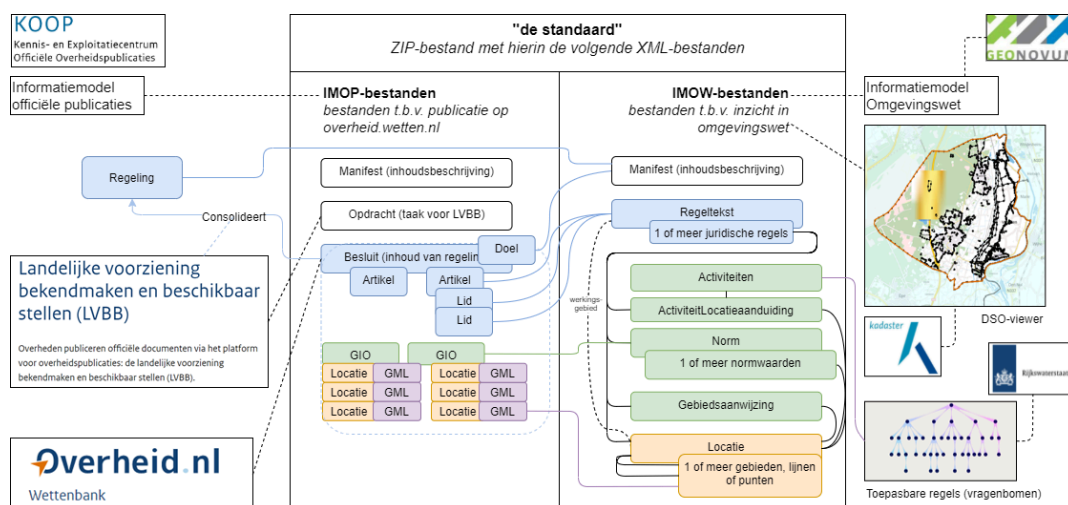 KOOP
Kennis- en Exploitatiecentrum
Officiële Overheidspublicaties
Informatiemodel
officiële publicaties
"de standaard"
ZIP-bestand met hierin de volgende XML-bestanden
GEONOVUM
Informatiemodel
Omgevingswet
IMOP-bestanden
bestanden t.b.v. publicatie op
overheid.wetten.nl
IMOW-bestanden
bestanden t.b.v. inzicht in
omgevingswet
Regeling
Consolideert
Manifest (inhoudsbeschrijving)
Opdracht (taak voor LVBB)
Doel
Besluit (inhoud van regelin
Artikel
Artikel
Lid
Lid
GIO
GIO
Locatie
GML
Locatie
GML
Locatie
GML
Locatie
GML
Locatie
GML
Locatie
GML
Manifest (inhoudsbeschrijving)
Regeltekst
1 of meer juridische regels
werkings-
gebied
Activiteiten
ActiviteitLocatieaanduiding
Norm
1 of meer normwaarden
Gebiedsaanwijzing
Locatie
1 of meer gebieden, lijnen
of punten
Landelijke voorziening
bekendmaken en beschikbaar
stellen (LVBB)
Overheden publiceren officiële documenten via het platform
voor overheidspublicaties: de landelijke voorziening
bekendmaken en beschikbaar stellen (LVBB).
Overheid.nl
Wettenbank
DSO-viewer
kadaster
Rijkswaterstaat
Toepasbare regels (vragenbomen)